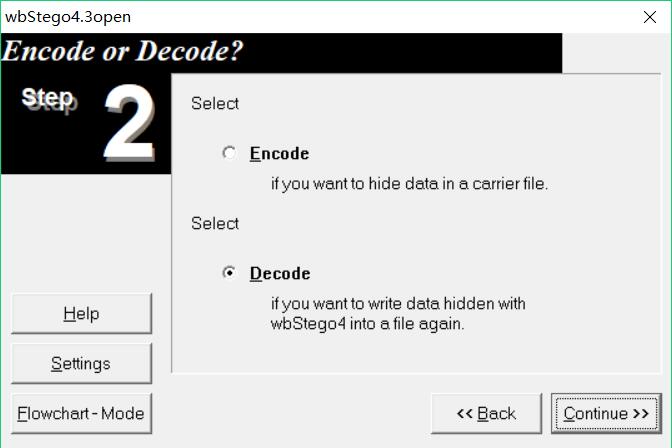 wbStego4.3open
Encode or Decode?
Step 2
Select
Encode
if you want to hide data in a carrier file.
Select
Decode
if you want to write data hidden with
wbStego4 into a file again.
Help
Settings
Flowchart - Mode
<< Back
Continue >>